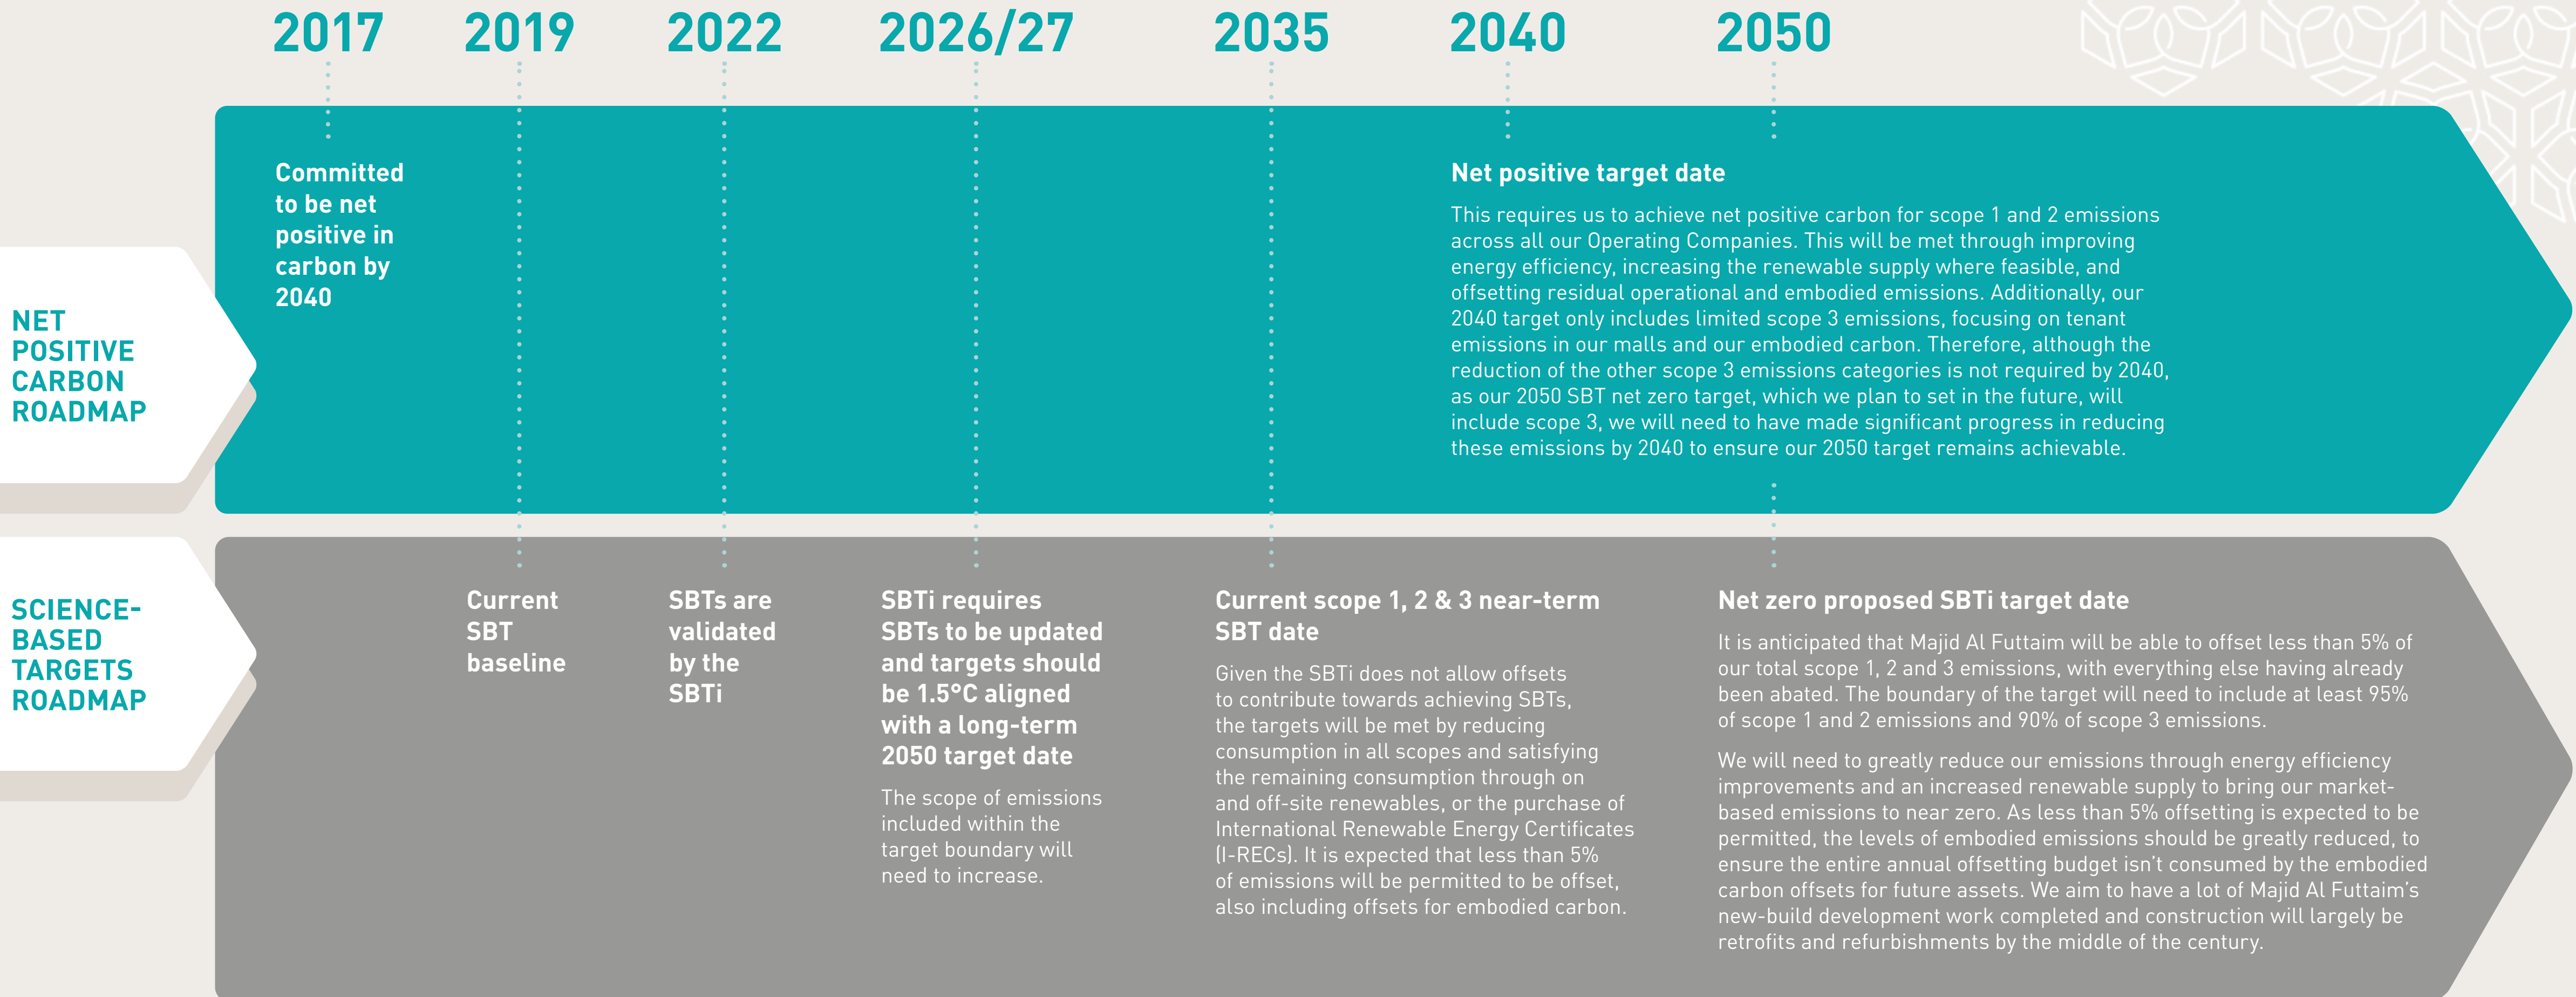 2017
2019
2022
2026/27
2035
2040
2050
NET
POSITIVE
CARBON
ROADMAP
Committed
to be net
positive in
carbon by
2040
Net positive target date
This requires us to achieve net positive carbon for scope 1 and 2 emissions
across all our Operating Companies. This will be met through improving
energy efficiency, increasing the renewable supply where feasible, and
offsetting residual operational and embodied emissions. Additionally, our
2040 target only includes limited scope 3 emissions, focusing on tenant
emissions in our malls and our embodied carbon. Therefore, although the
reduction of the other scope 3 emissions categories is not required by 2040,
as our 2050 SBT net zero target, which we plan to set in the future, will
include scope 3, we will need to have made significant progress in reducing
these emissions by 2040 to ensure our 2050 target remains achievable.
SCIENCE-
BASED
TARGETS
ROADMAP
Current
SBT
baseline
SBTs are
validated
by the
SBTi
SBTi requires
SBTs to be updated
and targets should
be 1.5°C aligned
with a long-term
2050 target date
The scope of emissions
included within the
target boundary will
need to increase.
Current scope 1, 2 & 3 near-term
SBT date
Given the SBTi does not allow offsets
to contribute towards achieving SBTs,
the targets will be met by reducing
consumption in all scopes and satisfying
the remaining consumption through on
and off-site renewables, or the purchase of
International Renewable Energy Certificates
(I-RECs). It is expected that less than 5%
of emissions will be permitted to be offset,
also including offsets for embodied carbon.
Net zero proposed SBTi target date
It is anticipated that Majid Al Futtaim will be able to offset less than 5% of
our total scope 1, 2 and 3 emissions, with everything else having already
been abated. The boundary of the target will need to include at least 95%
of scope 1 and 2 emissions and 90% of scope 3 emissions.
We will need to greatly reduce our emissions through energy efficiency
improvements and an increased renewable supply to bring our market-
based emissions to near zero. As less than 5% offsetting is expected to be
permitted, the levels of embodied emissions should be greatly reduced, to
ensure the entire annual offsetting budget isn't consumed by the embodied
carbon offsets for future assets. We aim to have a lot of Majid Al Futtaim's
new-build development work completed and construction will largely be
retrofits and refurbishments by the middle of the century.